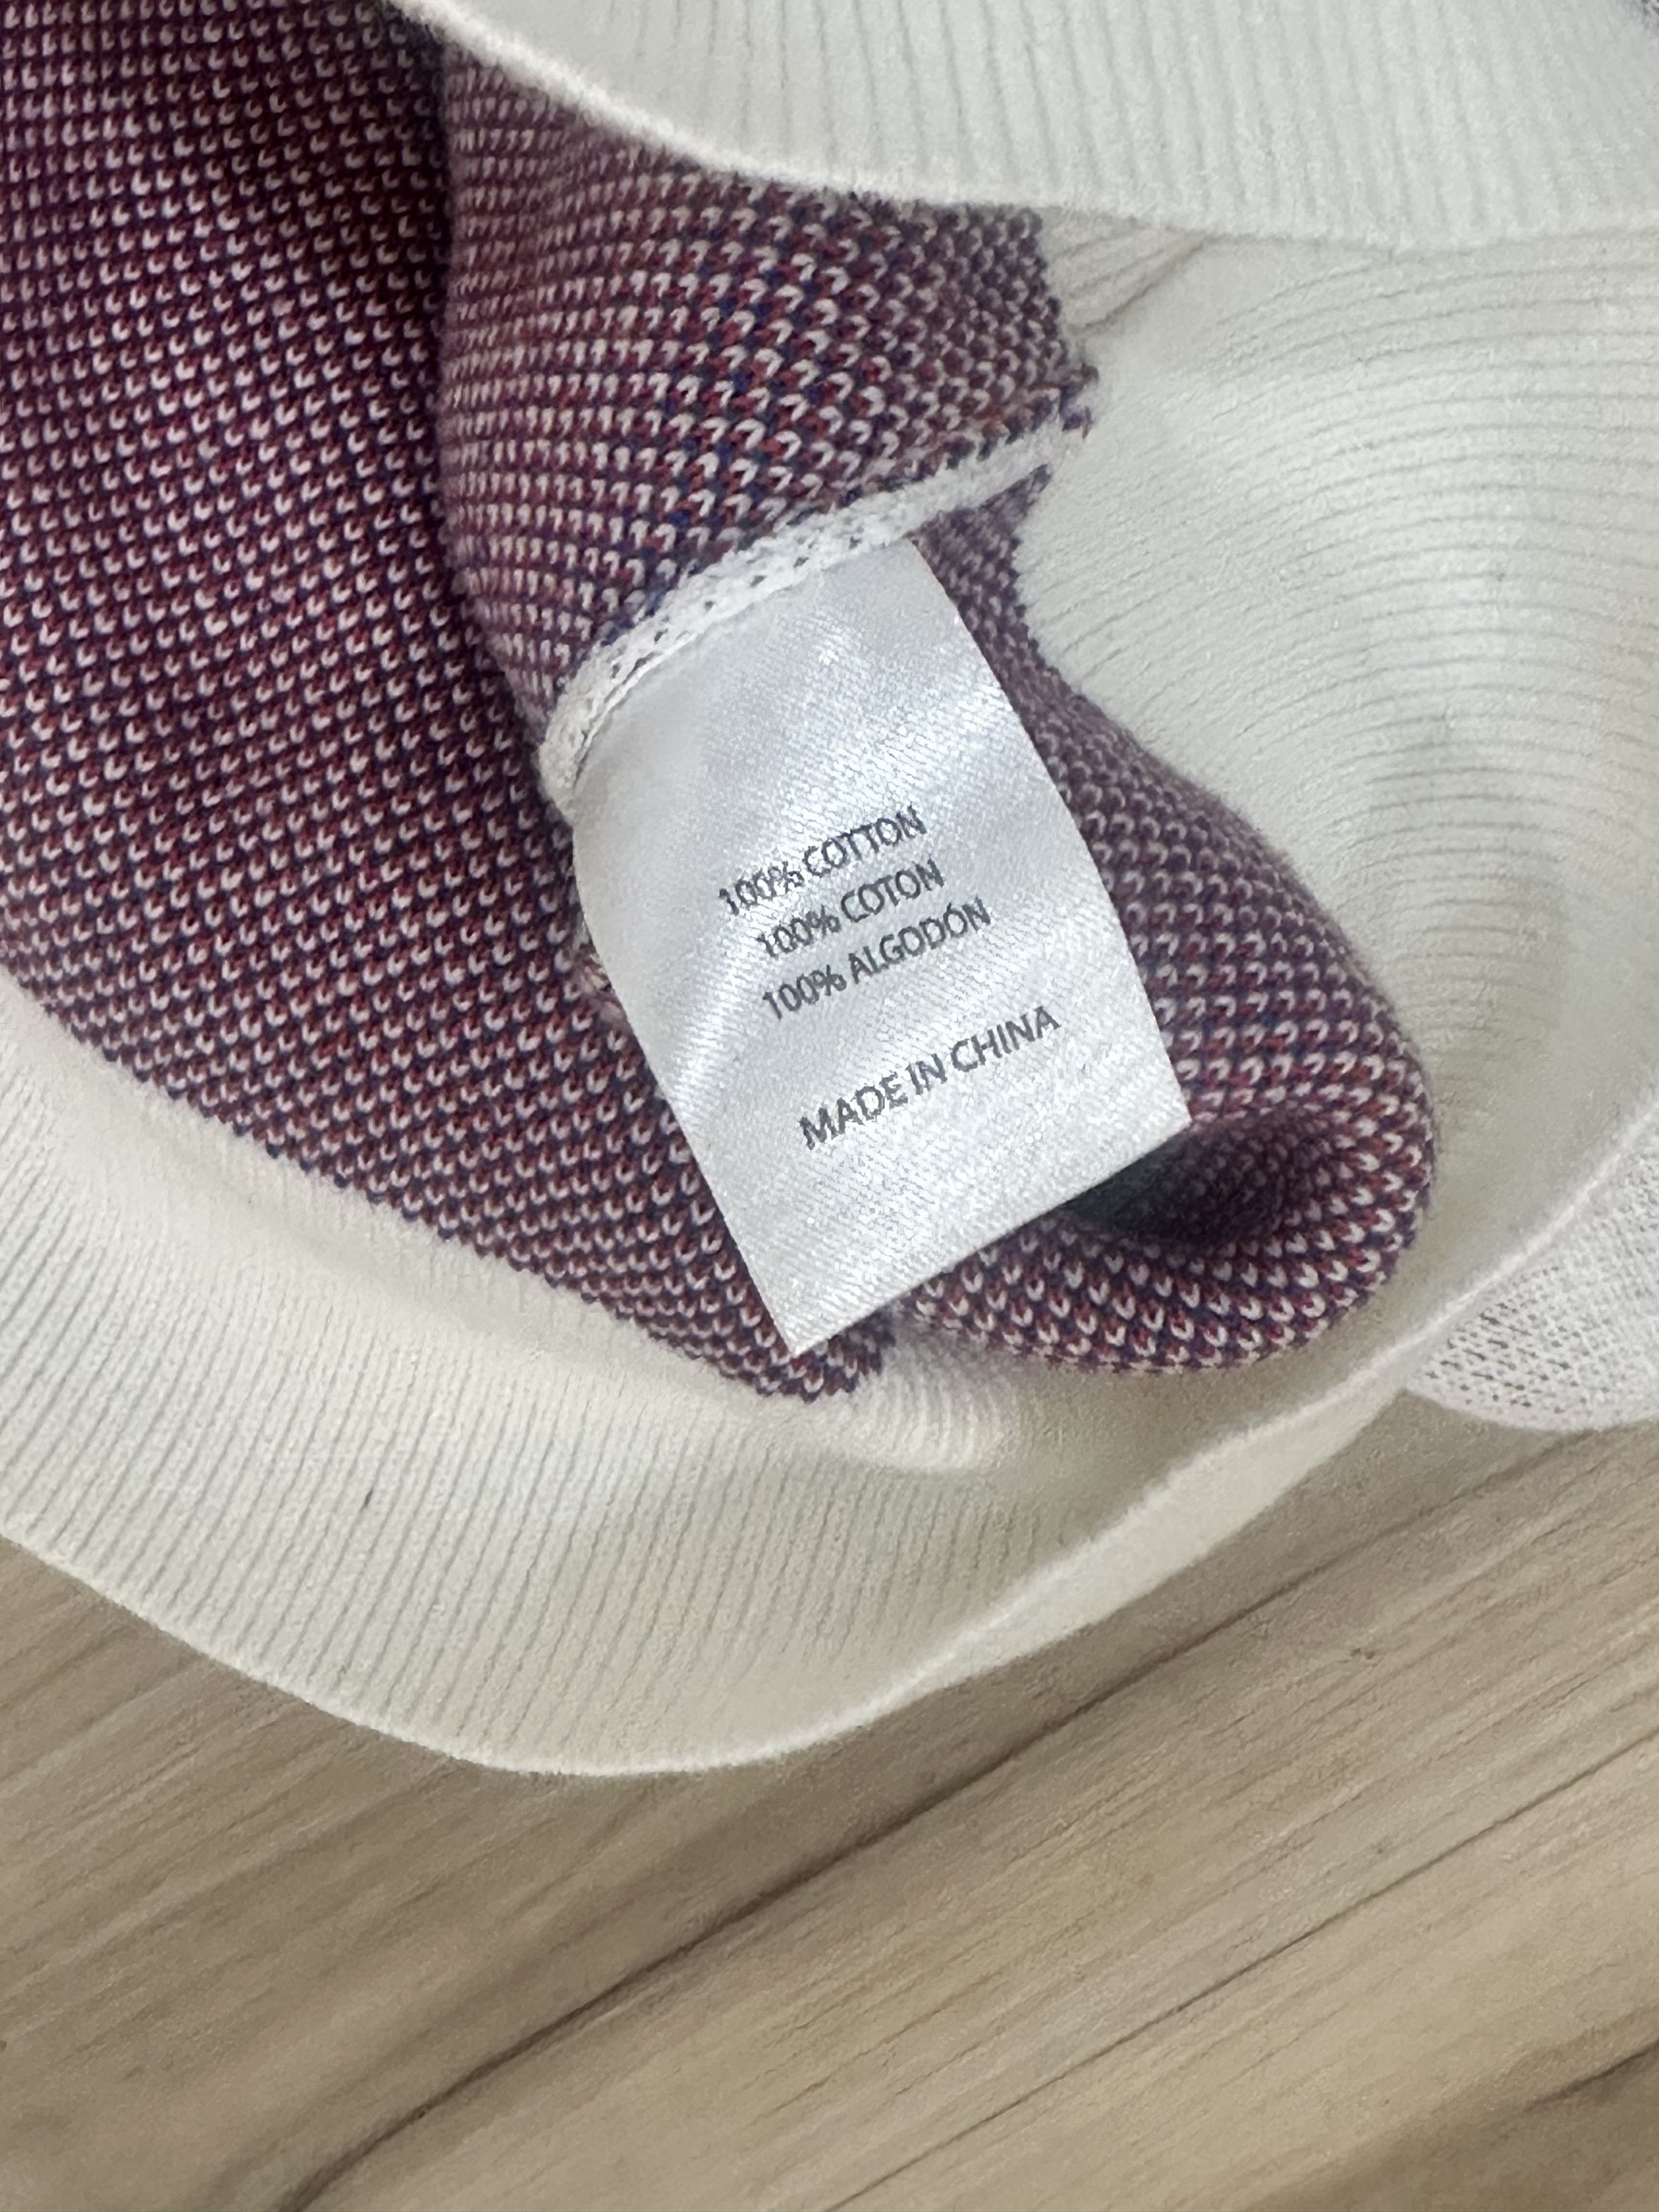 100% COTTON
100% COTON
100% ALGODÓN
MADE IN CHINA